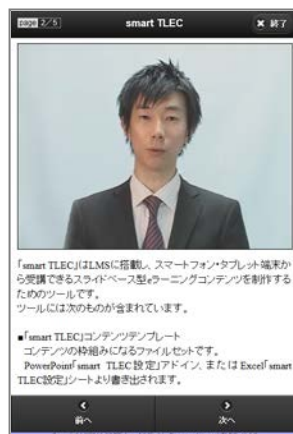 page 2/5 smart TLEC × 終了
「smart TLEC」はLMSに搭載し、スマートフォン・タブレット端末か
ら受講できるスライドベース型eラーニングコンテンツを制作する
ためのツールです。
ツールには次のものが含まれています。
■「smart TLEC」コンテンツテンプレート
コンテンツの枠組みになるファイルセットです。
PowerPoint「smart TLEC設定」アドイン、またはExcel「smart
TLEC設定」シートより書き出されます。
前へ 次へ